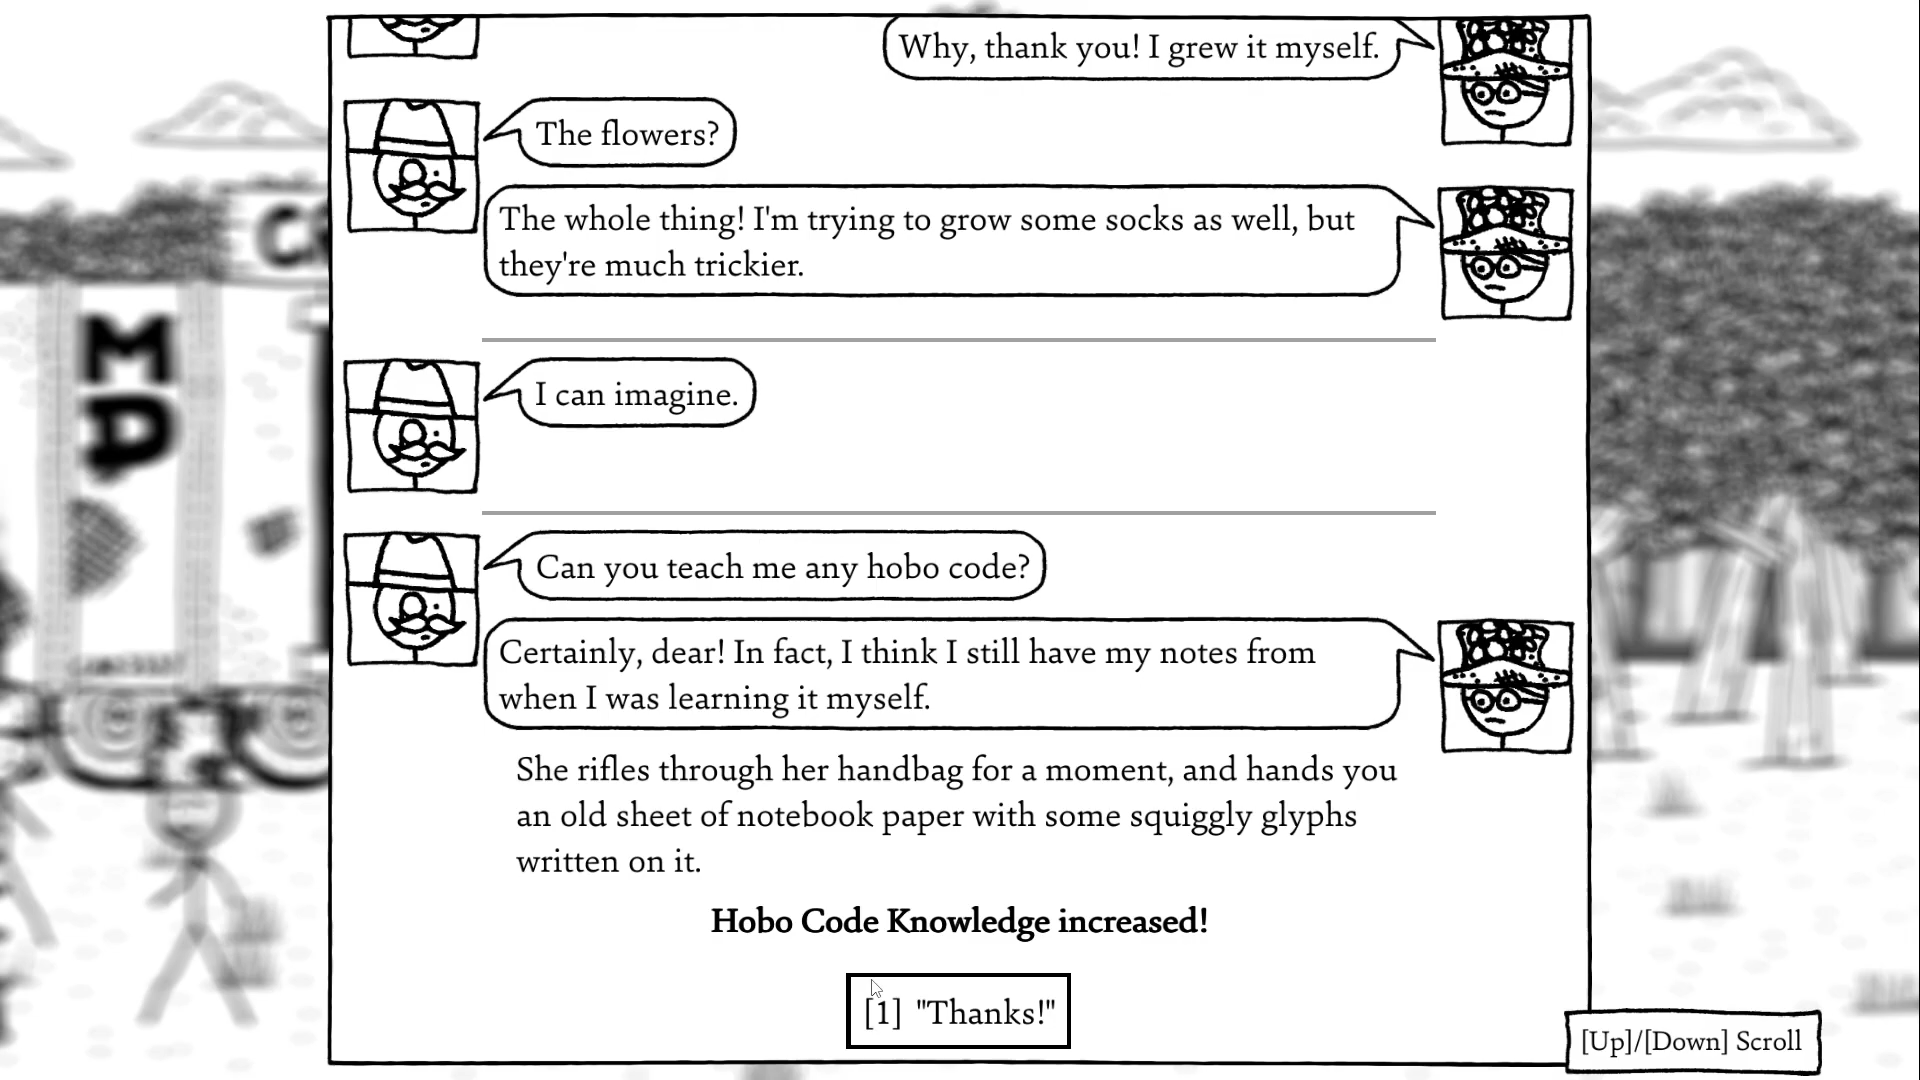 Why, thank you! I grew it myself.
The flowers?
The whole thing! I'm trying to grow some socks as well, but
they're much trickier.
I can imagine.
Can you teach me any hobo code?
Certainly, dear! In fact, I think I still have my notes from
when I was learning it myself.
She rifles through her handbag for a moment, and hands you
an old sheet of notebook paper with some squiggly glyphs
written on it.
Hobo Code Knowledge increased!
[1] "Thanks!"
[Up]/[Down] Scroll
M
D